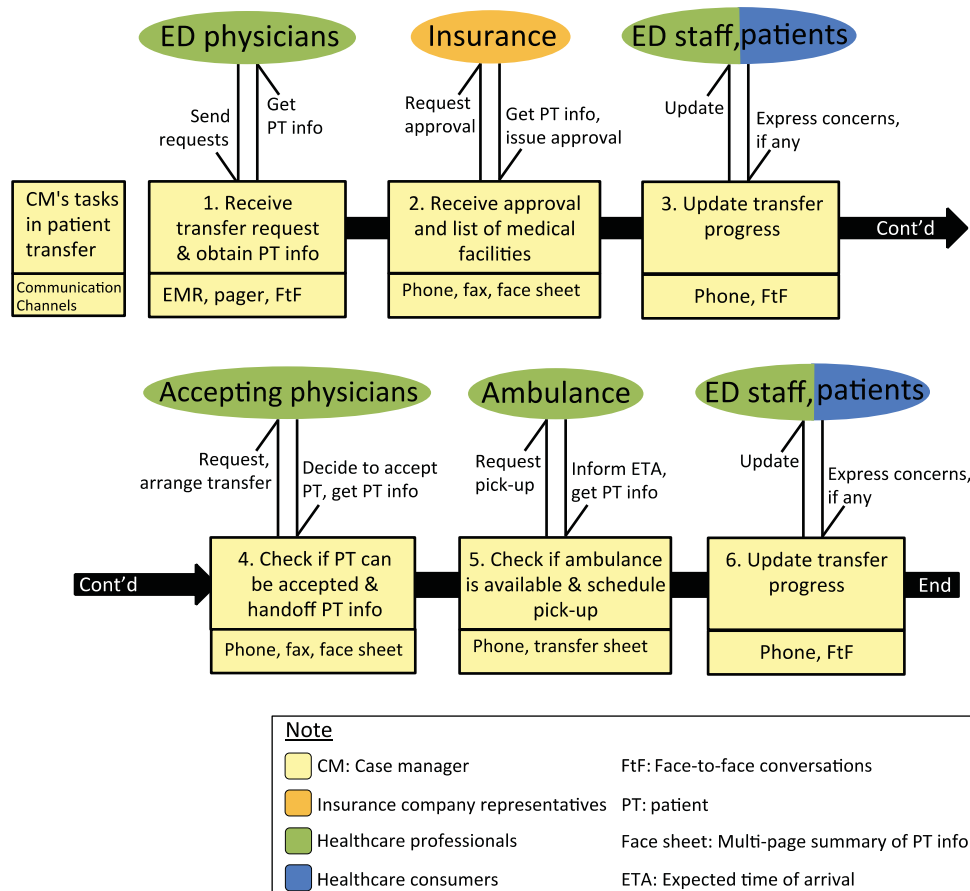 ED physicians
Insurance
ED staff, patients
Send
requests
Get
PT info
Request
approval
Get PT info,
issue approval
Update
Express concerns,
if any
CM's tasks
in patient
transfer
Communication
Channels
1. Receive
transfer request
& obtain PT info
EMR, pager, FtF
2. Receive approval
and list of medical
facilities
Phone, fax, face sheet
3. Update transfer
progress
Phone, FtF
Cont’d
Accepting physicians
Ambulance
ED staff, patients
Request,
arrange transfer
Decide to accept
PT, get PT info
Request
pick-up
Inform ETA,
get PT info
Update
Express concerns,
if any
Cont’d
4. Check if PT can
be accepted &
handoff PT info
Phone, fax, face sheet
5. Check if ambulance
is available & schedule
pick-up
Phone, transfer sheet
6. Update transfer
progress
Phone, FtF
End
Note
CM: Case manager
FtF: Face-to-face conversations
Insurance company representatives
PT: patient
Healthcare professionals
Face sheet: Multi-page summary of PT info
Healthcare consumers
ETA: Expected time of arrival